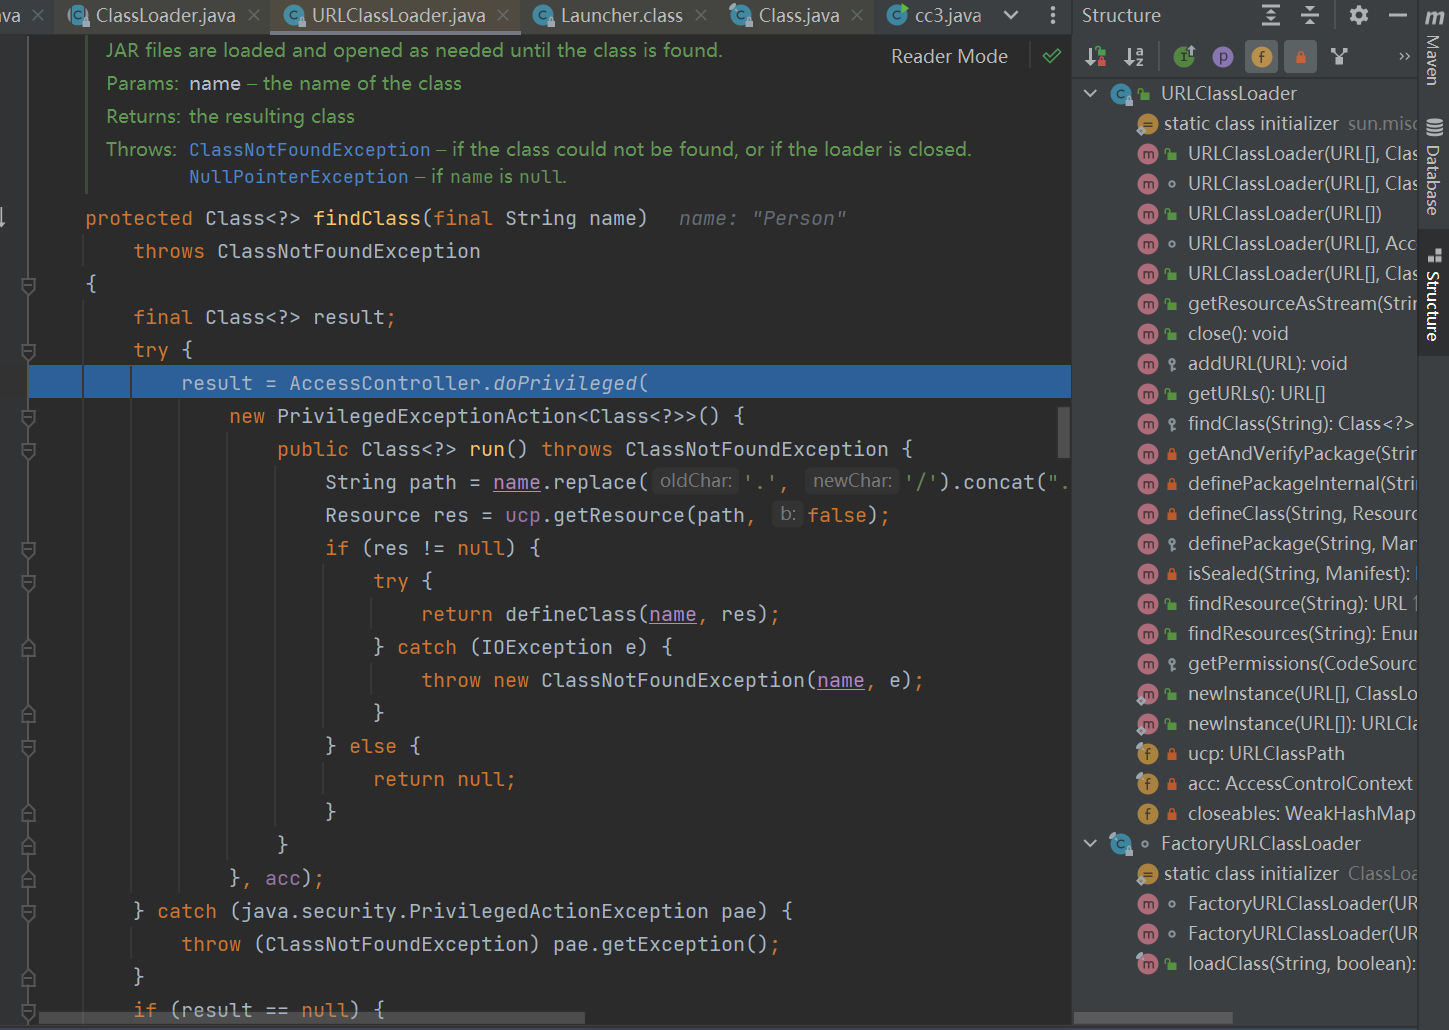 ava
ClassLoader.java
URLClassLoader.java
Launcher.class
Class.java
cc3.java
JAR files are loaded and opened as needed until the class is found.
Reader Mode
Params: name – the name of the class
Returns: the resulting class
Throws: ClassNotFoundException – if the class could not be found, or if the loader is closed.
NullPointerException – if name is null.
protected Class<?> findClass(final String name) name: "Person"
throws ClassNotFoundException
{
final Class<?> result;
try {
result = AccessController.doPrivileged(
new PrivilegedExceptionAction<Class<?>>() {
public Class<?> run() throws ClassNotFoundException {
String path = name.replace( oldChar: '.', newChar: '/').concat(".
Resource res = ucp.getResource(path, b: false);
if (res != null) {
try {
return defineClass(name, res);
} catch (IOException e) {
throw new ClassNotFoundException(name, e);
}
} else {
return null;
}
}
}, acc);
} catch (java.security.PrivilegedActionException pae) {
throw (ClassNotFoundException) pae.getException();
}
if (result == null) {
Structure
URLClassLoader
static class initializer sun.misc
URLClassLoader(URL[], Clas
URLClassLoader(URL[], Clas
URLClassLoader(URL[])
URLClassLoader(URL[], Acc
URLClassLoader(URL[], Clas
getResourceAsStream(Strin
close(): void
addURL(URL): void
getURLs(): URL[]
findClass(String): Class<?>
getAndVerifyPackage(Strin
definePackageInternal(Stri
defineClass(String, Resourc
definePackage(String, Man
isSealed(String, Manifest):
findResource(String): URL
findResources(String): Enur
getPermissions(CodeSourc
newInstance(URL[], ClassLo
newInstance(URL[]): URLCla
ucp: URLClassPath
acc: AccessControlContext
closeables: WeakHashMap
FactoryURLClassLoader
static class initializer ClassLoa
FactoryURLClassLoader(UR
FactoryURLClassLoader(UR
loadClass(String, boolean):
Maven
Database
Structure